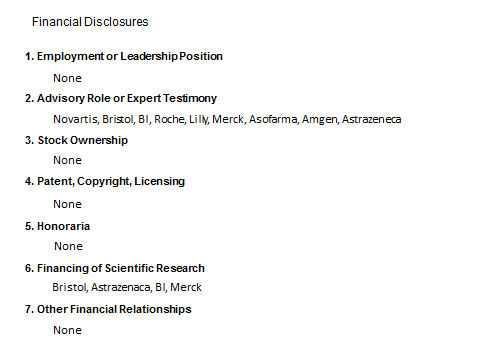 Financial Disclosures
1. Employment or Leadership Position
None
2. Advisory Role or Expert Testimony
Novartis, Bristol, BI, Roche, Lilly, Merck, Asofarma, Amgen, Astrazeneca
3. Stock Ownership
None
4. Patent, Copyright, Licensing
None
5. Honoraria
None
6. Financing of Scientific Research
Bristol, Astrazenaca, BI, Merck
7. Other Financial Relationships
None